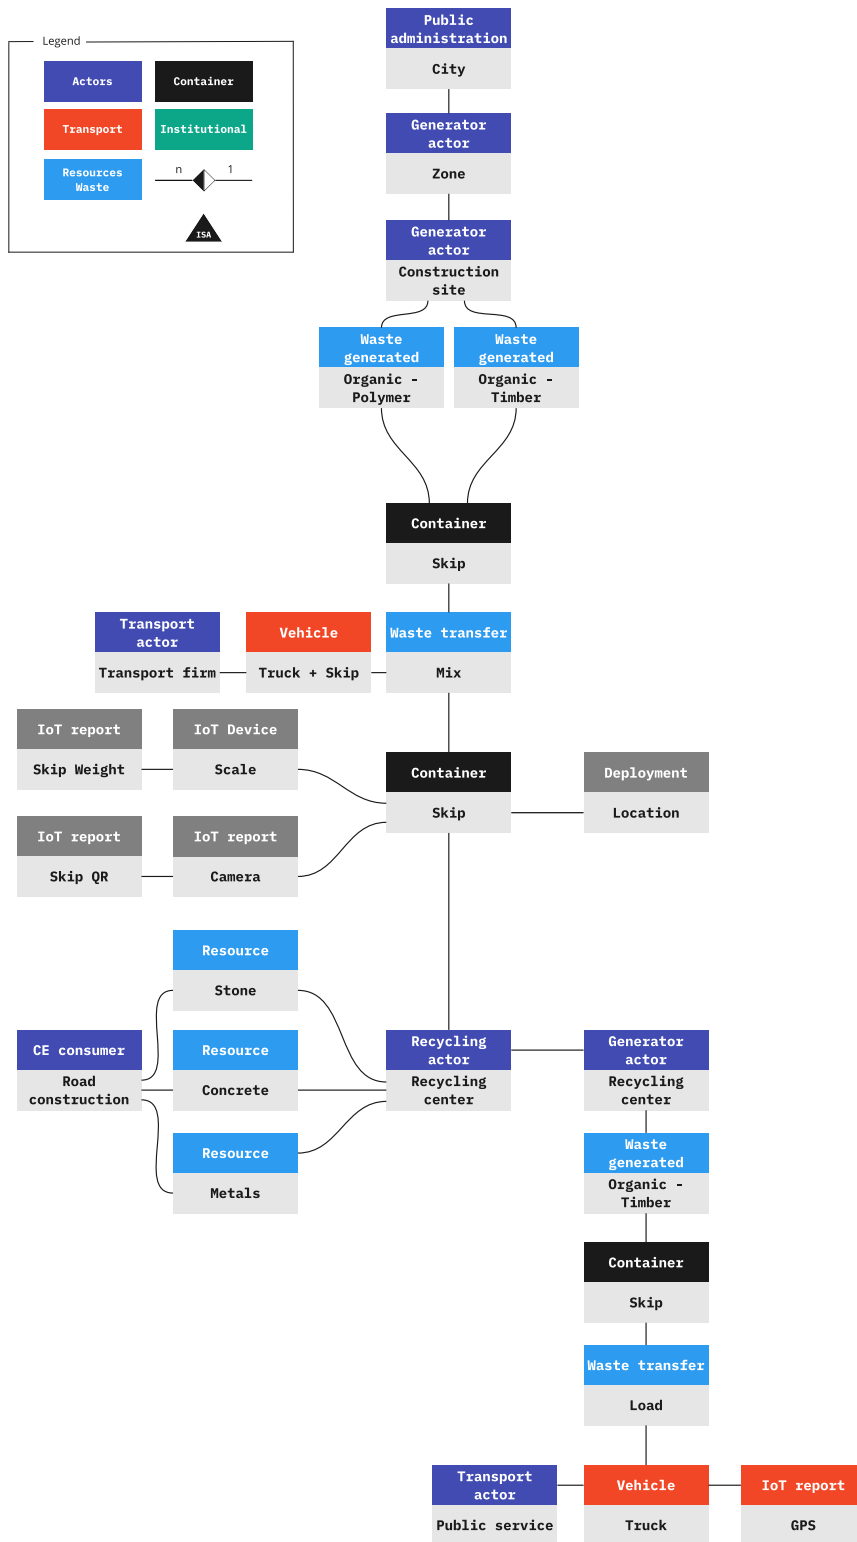 Legend
Actors
Container
Transport
Institutional
Resources
Waste
n
1
ISA
Public
administration
City
Generator
actor
Zone
Generator
actor
Construction
site
Waste
generated
Organic -
Polymer
Waste
generated
Organic -
Timber
Container
Skip
Transport
actor
Transport firm
Vehicle
Truck + Skip
Waste transfer
Mix
IoT report
Skip Weight
IoT Device
Scale
Container
Skip
Deployment
Location
IoT report
Skip QR
IoT report
Camera
Resource
Stone
CE consumer
Road
construction
Resource
Concrete
Recycling
actor
Recycling
center
Generator
actor
Recycling
center
Resource
Metals
Waste
generated
Organic -
Timber
Container
Skip
Waste transfer
Load
Transport
actor
Public service
Vehicle
Truck
IoT report
GPS